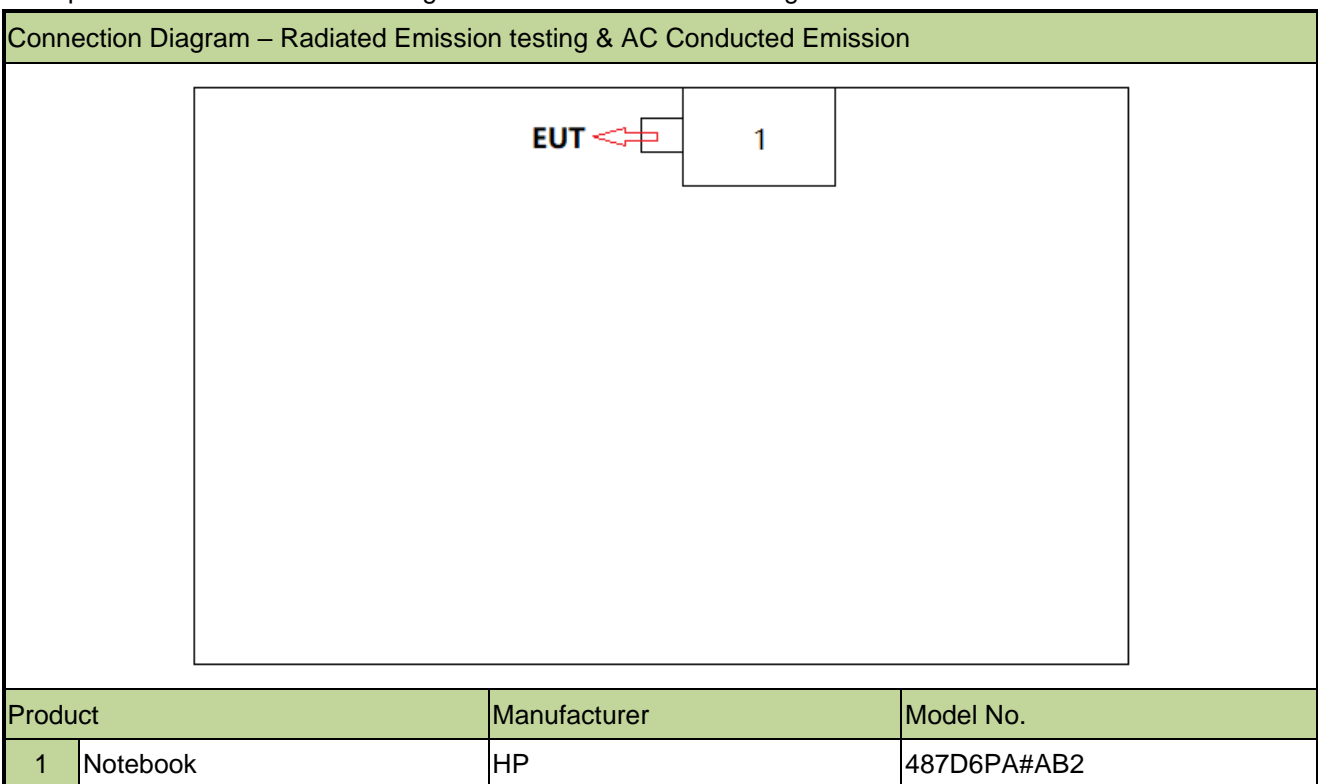 Connection Diagram – Radiated Emission testing & AC Conducted Emission
EUT
1
Product Manufacturer Model No.
1 Notebook HP 487D6PA#AB2